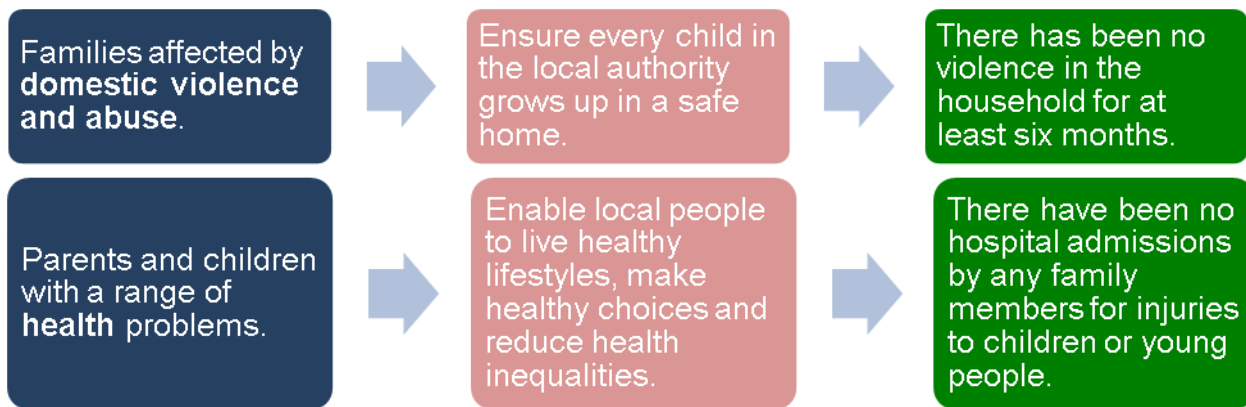 Families affected by
domestic violence
and abuse.
Ensure every child in
the local authority
grows up in a safe
home.
There has been no
violence in the
household for at
least six months.
Parents and children
with a range of
health problems.
Enable local people
to live healthy
lifestyles, make
healthy choices and
reduce health
inequalities.
There have been no
hospital admissions
by any family
members for injuries
to children or young
people.